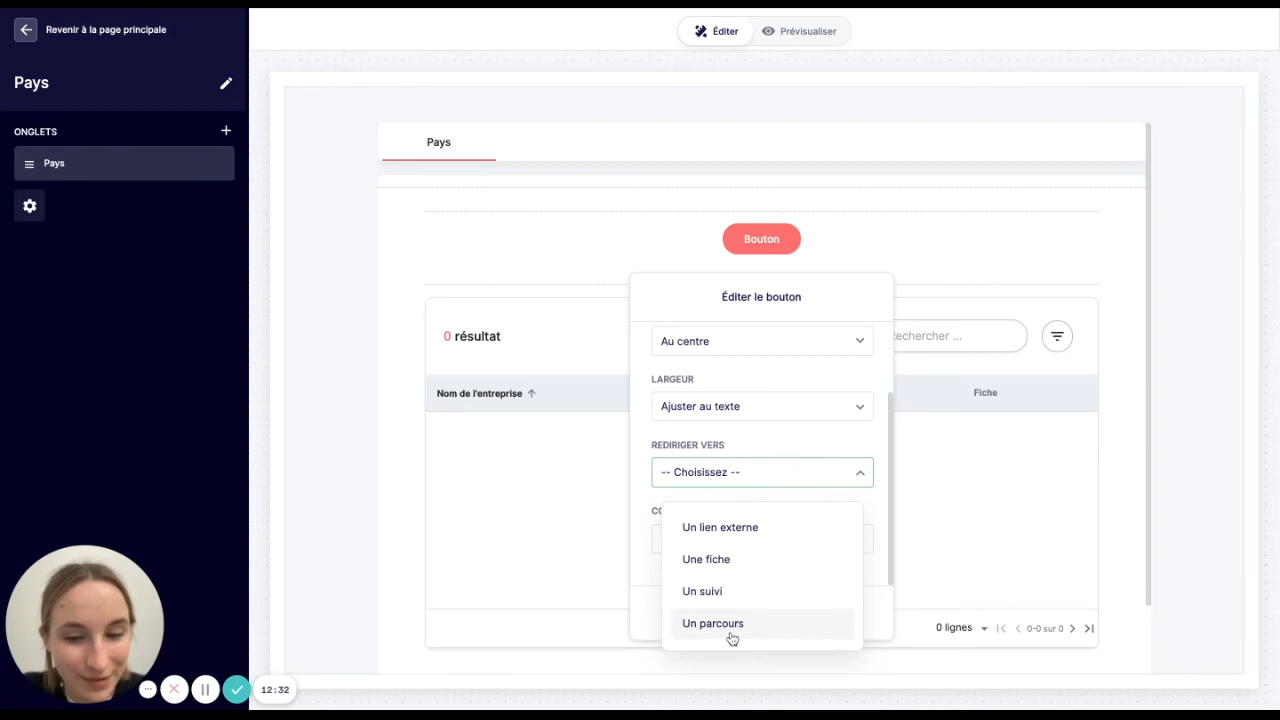 Revenir à la page principale
Éditer
Prévisualiser
Pays
ONGLETS
Pays
Pays
Bouton
Éditer le bouton
0 résultat
Au centre
echercher ...
LARGEUR
Nom de l'entreprise
Ajuster au texte
Fiche
REDIRIGER VERS
-- Choisissez --
CO
Un lien externe
Une fiche
Un suivi
Un parcours
0 lignes
0-0 sur 0
12:32